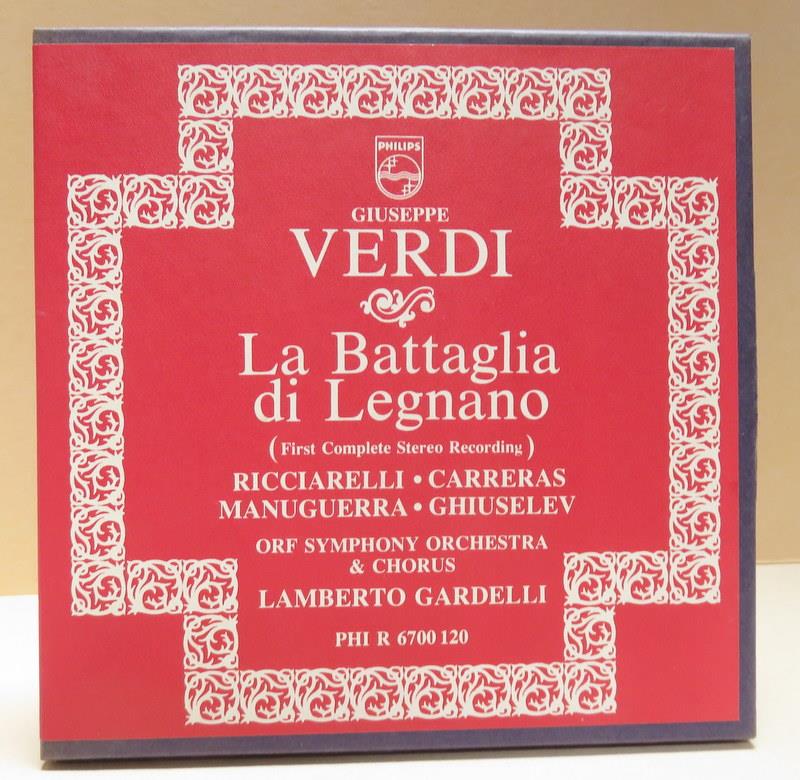 PHILIPS
GIUSEPPE
VERDI
La Battaglia
di Legnano
(First Complete Stereo Recording)
RICCIARELLI • CARRERAS
MANUGUERRA • GHIUSELEV
ORF SYMPHONY ORCHESTRA
& CHORUS
LAMBERTO GARDELLI
PHI R 6700 120